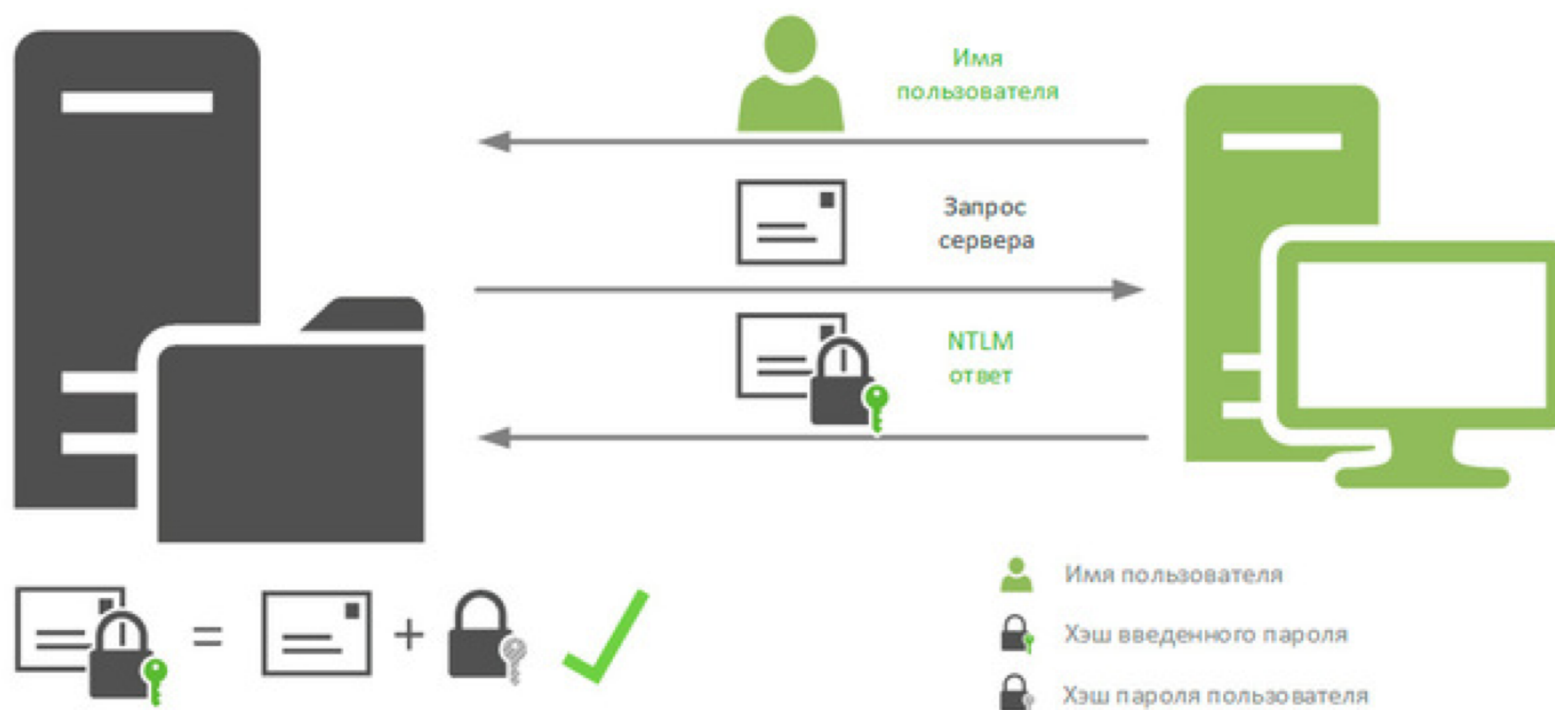 Имя
пользователя
Запрос
сервера
NTLM
ответ
=
+
Имя пользователя
Хэш введенного пароля
Хэш пароля пользователя